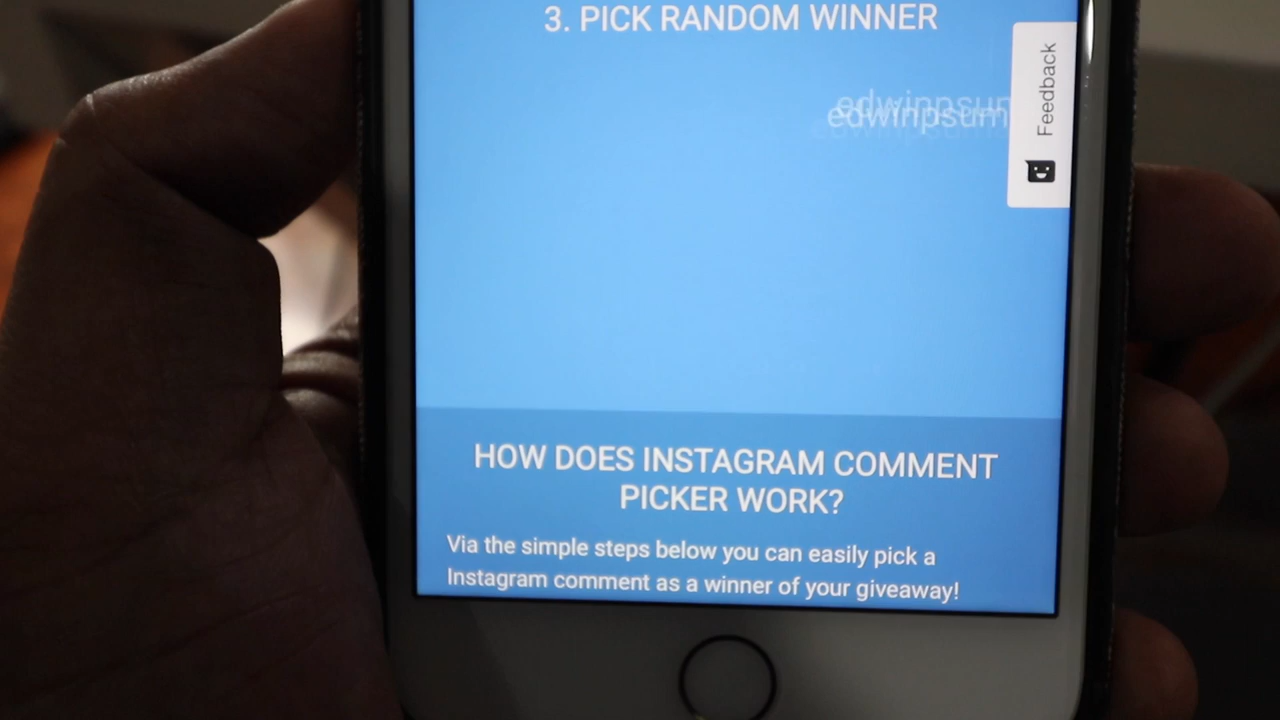 3. PICK RANDOM WINNER
Feedback
HOW DOES INSTAGRAM COMMENT
PICKER WORK?
Via the simple steps below you can easily pick a
Instagram comment as a winner of your giveaway!